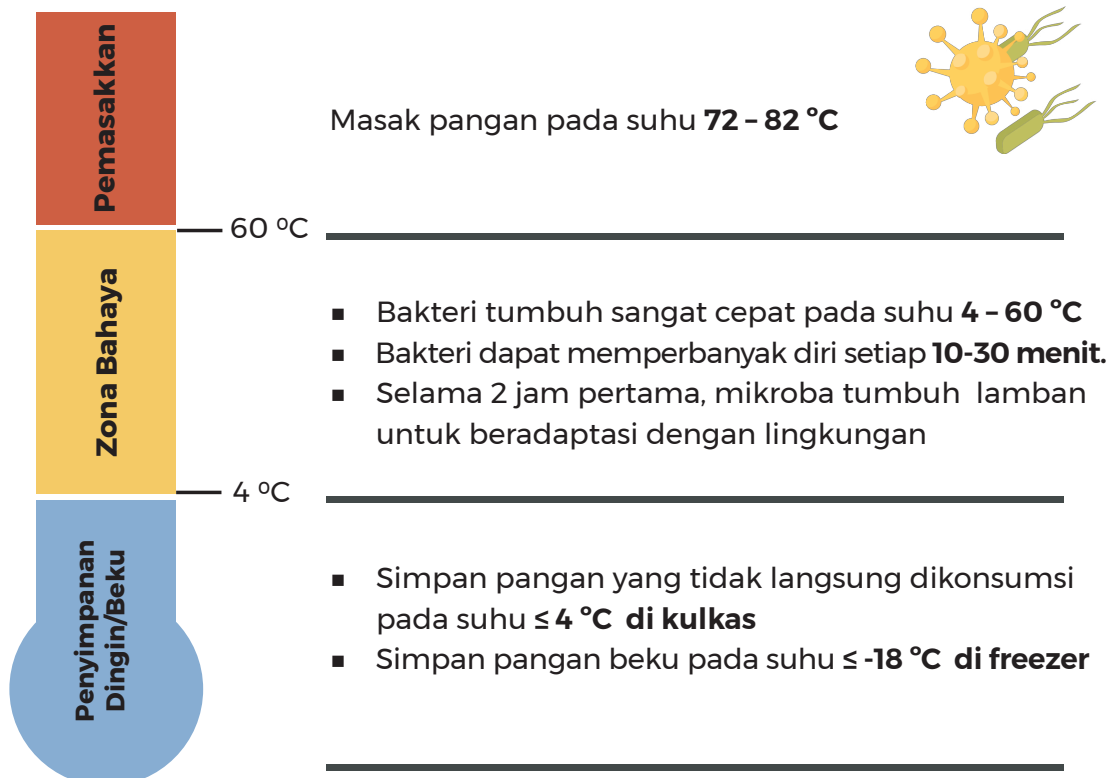 Pemasakkan
Masak pangan pada suhu 72 – 82 °C
60 ºC
Zona Bahaya
▪ Bakteri tumbuh sangat cepat pada suhu 4 – 60 °C
▪ Bakteri dapat memperbanyak diri setiap 10-30 menit.
▪ Selama 2 jam pertama, mikroba tumbuh lamban
untuk beradaptasi dengan lingkungan
4 ºC
Penyimpanan
Dingin/Beku
▪ Simpan pangan yang tidak langsung dikonsumsi
pada suhu ≤ 4 °C di kulkas
▪ Simpan pangan beku pada suhu ≤ -18 °C di freezer